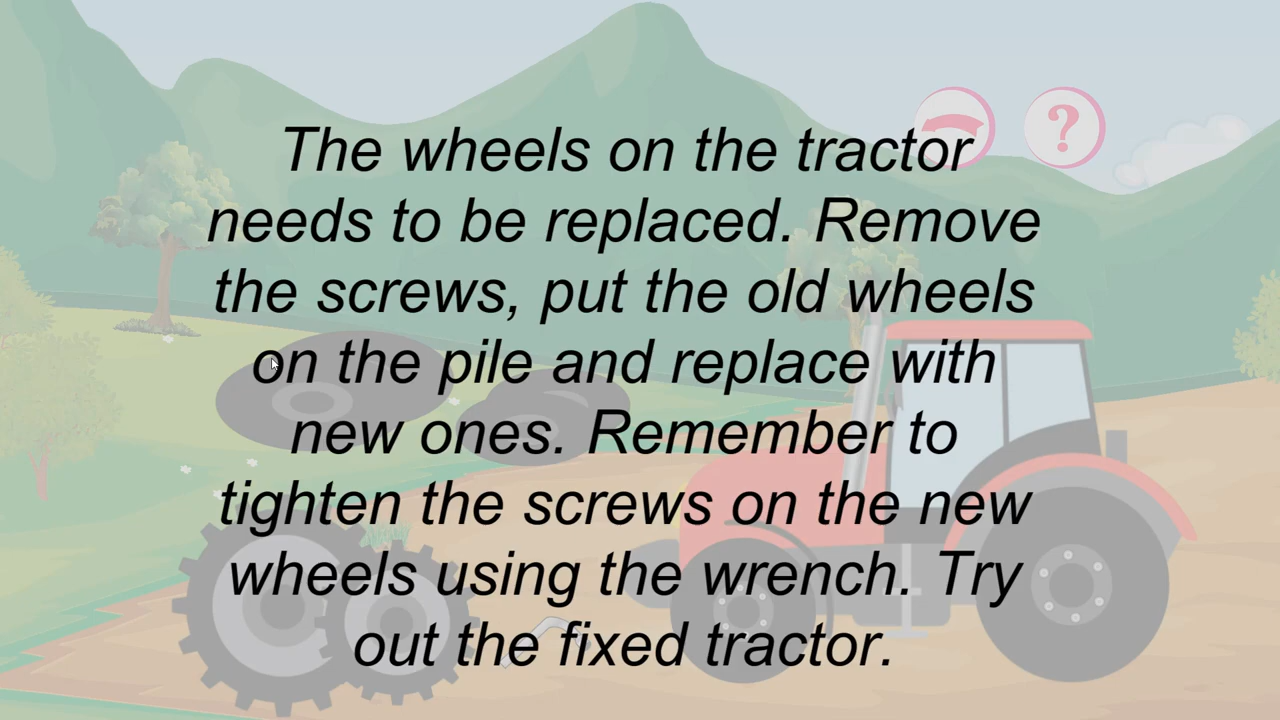 The wheels on the tractor
needs to be replaced. Remove
the screws, put the old wheels
on the pile and replace with
new ones. Remember to
tighten the screws on the new
wheels using the wrench. Try
out the fixed tractor.
?